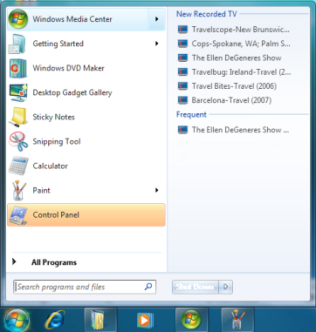 Windows Media Center
Getting Started
Windows DVD Maker
Desktop Gadget Gallery
Sticky Notes
Snipping Tool
Calculator
Paint
Control Panel
All Programs
Search programs and files
New Recorded TV
Travelscope-New Brunswic...
Cops-Spokane, WA; Palm S...
The Ellen DeGeneres Show
Travelbug: Ireland-Travel (2...
Travel Bites-Travel (2006)
Barcelona-Travel (2007)
Frequent
The Ellen DeGeneres Show ...
Shut Down